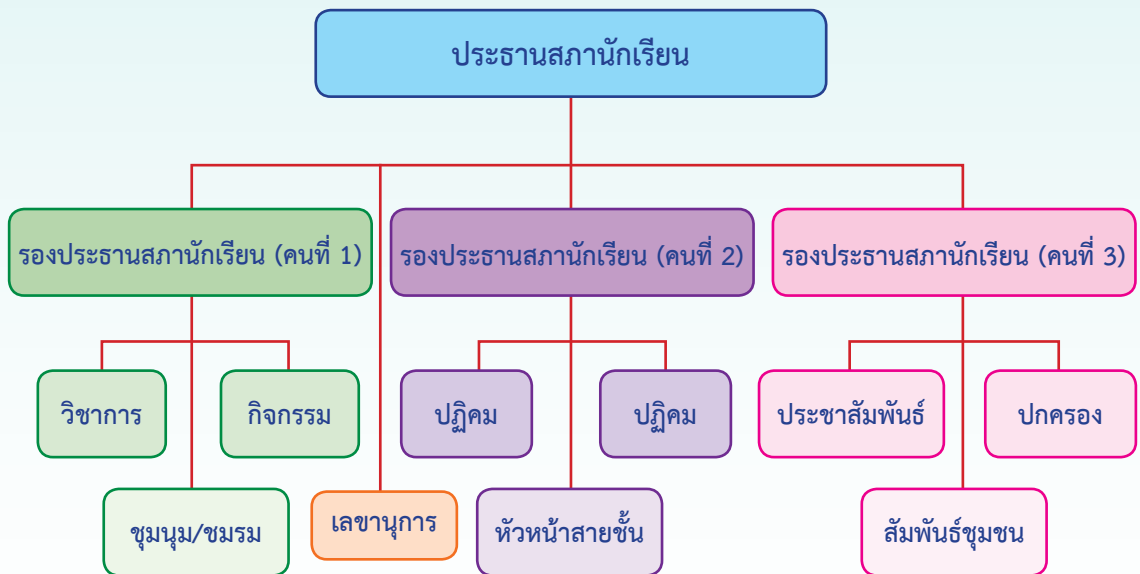 ประธานสภานักเรียน
รองประธานสภานักเรียน (คนที่ 1)
รองประธานสภานักเรียน (คนที่ 2)
รองประธานสภานักเรียน (คนที่ 3)
วิชาการ
กิจกรรม
ปฏิคม
ปฏิคม
ประชาสัมพันธ์
ปกครอง
ชุมนุม/ชมรม
เลขานุการ
หัวหน้าสายชั้น
สัมพันธ์ชุมชน